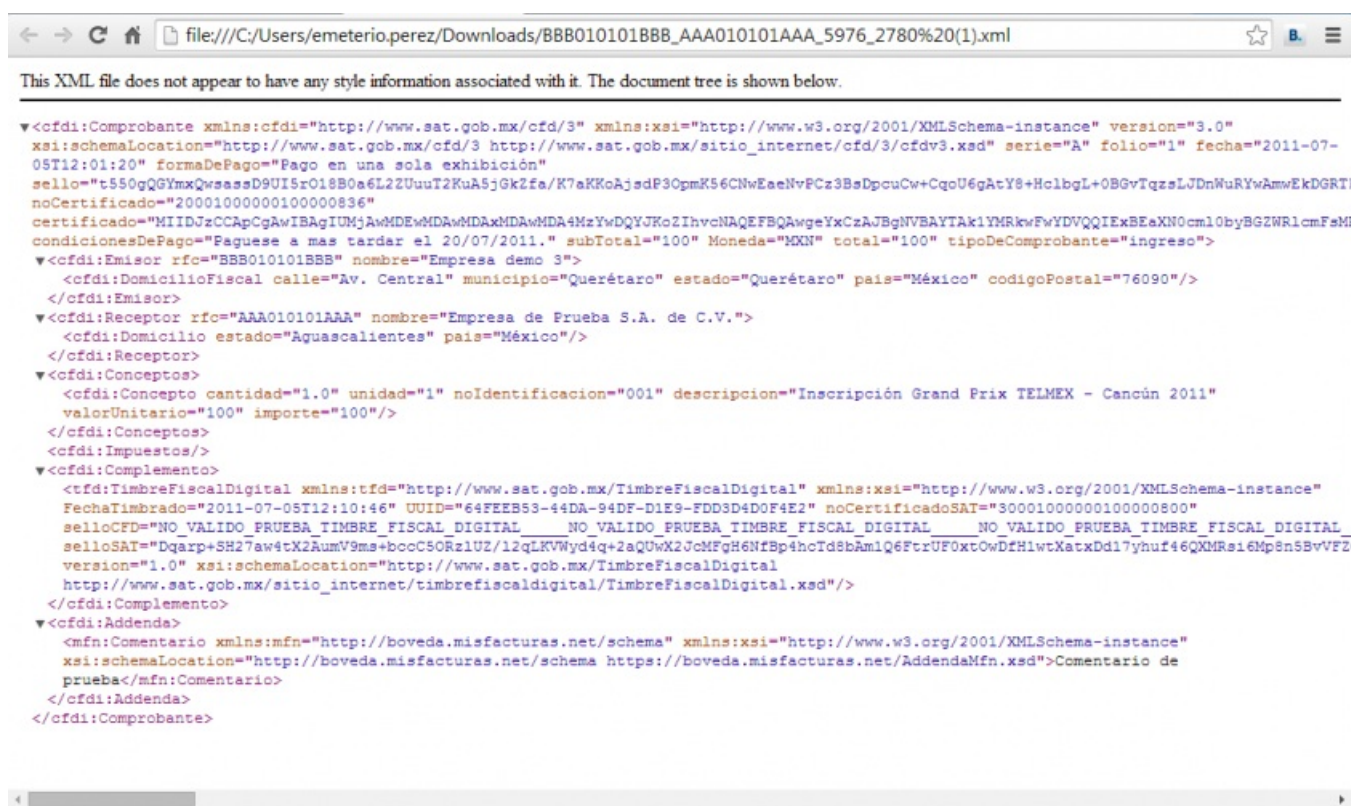 file:///C:/Users/emeterio.perez/Downloads/BBB010101BBB_AAA010101AAA_5976_2780%20(1).xml
B.
This XML file does not appear to have any style information associated with it. The document tree is shown below.
▼<cfdi:Comprobante xmlns:cfdi="http://www.sat.gob.mx/cfd/3" xmlns:xsi="http://www.w3.org/2001/XMLSchema-instance" version="3.0"
xsi:schemaLocation="http://www.sat.gob.mx/cfd/3 http://www.sat.gob.mx/sitio_internet/cfd/3/cfdv3.xsd" serie="A" folio="1" fecha="2011-07-
05T12:01:20" formaDePago="Pago en una sola exhibición"
sello="
noCertificado="20001000000100000836"
certificado="
condicionesDePago="Paguese a mas tardar el 20/07/2011." subTotal="100" Moneda="MXN" total="100" tipoDeComprobante="ingreso">
▼<cfdi:Emisor rfc="BBB010101BBB" nombre="Empresa demo 3">
<cfdi:DomicilioFiscal calle="Av. Central" municipio="Querétaro" estado="Querétaro" pais="México" codigoPostal="76090"/>
</cfdi:Emisor>
▼<cfdi:Receptor rfc="AAA010101AAA" nombre="Empresa de Prueba S.A. de C.V.">
<cfdi:Domicilio estado="Aguascalientes" pais="México"/>
</cfdi:Receptor>
▼<cfdi:Conceptos>
<cfdi:Concepto cantidad="1.0" unidad="1" noIdentificacion="001" descripcion="Inscripción Grand Prix TELMEX - Cancún 2011"
valorUnitario="100" importe="100"/>
</cfdi:Conceptos>
<cfdi:Impuestos/>
▼<cfdi:Complemento>
<tfd:TimbreFiscalDigital xmlns:tfd="http://www.sat.gob.mx/TimbreFiscalDigital" xmlns:xsi="http://www.w3.org/2001/XMLSchema-instance"
FechaTimbrado="2011-07-05T12:10:46" UUID="64FEEB53-44DA-94DF-D1E9-FDD3D4D0F4E2" noCertificadoSAT="30001000000100000800"
selloCFD="NO_VALIDO_PRUEBA_TIMBRE_FISCAL_DIGITAL_____NO_VALIDO_PRUEBA_TIMBRE_FISCAL_DIGITAL_____NO_VALIDO_PRUEBA_TIMBRE_FISCAL_DIGITAL_
selloSAT="
version="1.0" xsi:schemaLocation="http://www.sat.gob.mx/TimbreFiscalDigital
http://www.sat.gob.mx/sitio_internet/timbrefiscaldigital/TimbreFiscalDigital.xsd"/>
</cfdi:Complemento>
▼<cfdi:Addenda>
<mfn:Comentario xmlns:mfn="http://boveda.misfacturas.net/schema" xmlns:xsi="http://www.w3.org/2001/XMLSchema-instance"
xsi:schemaLocation="http://boveda.misfacturas.net/schema https://boveda.misfacturas.net/AddendaMfn.xsd">Comentario de
prueba</mfn:Comentario>
</cfdi:Addenda>
</cfdi:Comprobante>